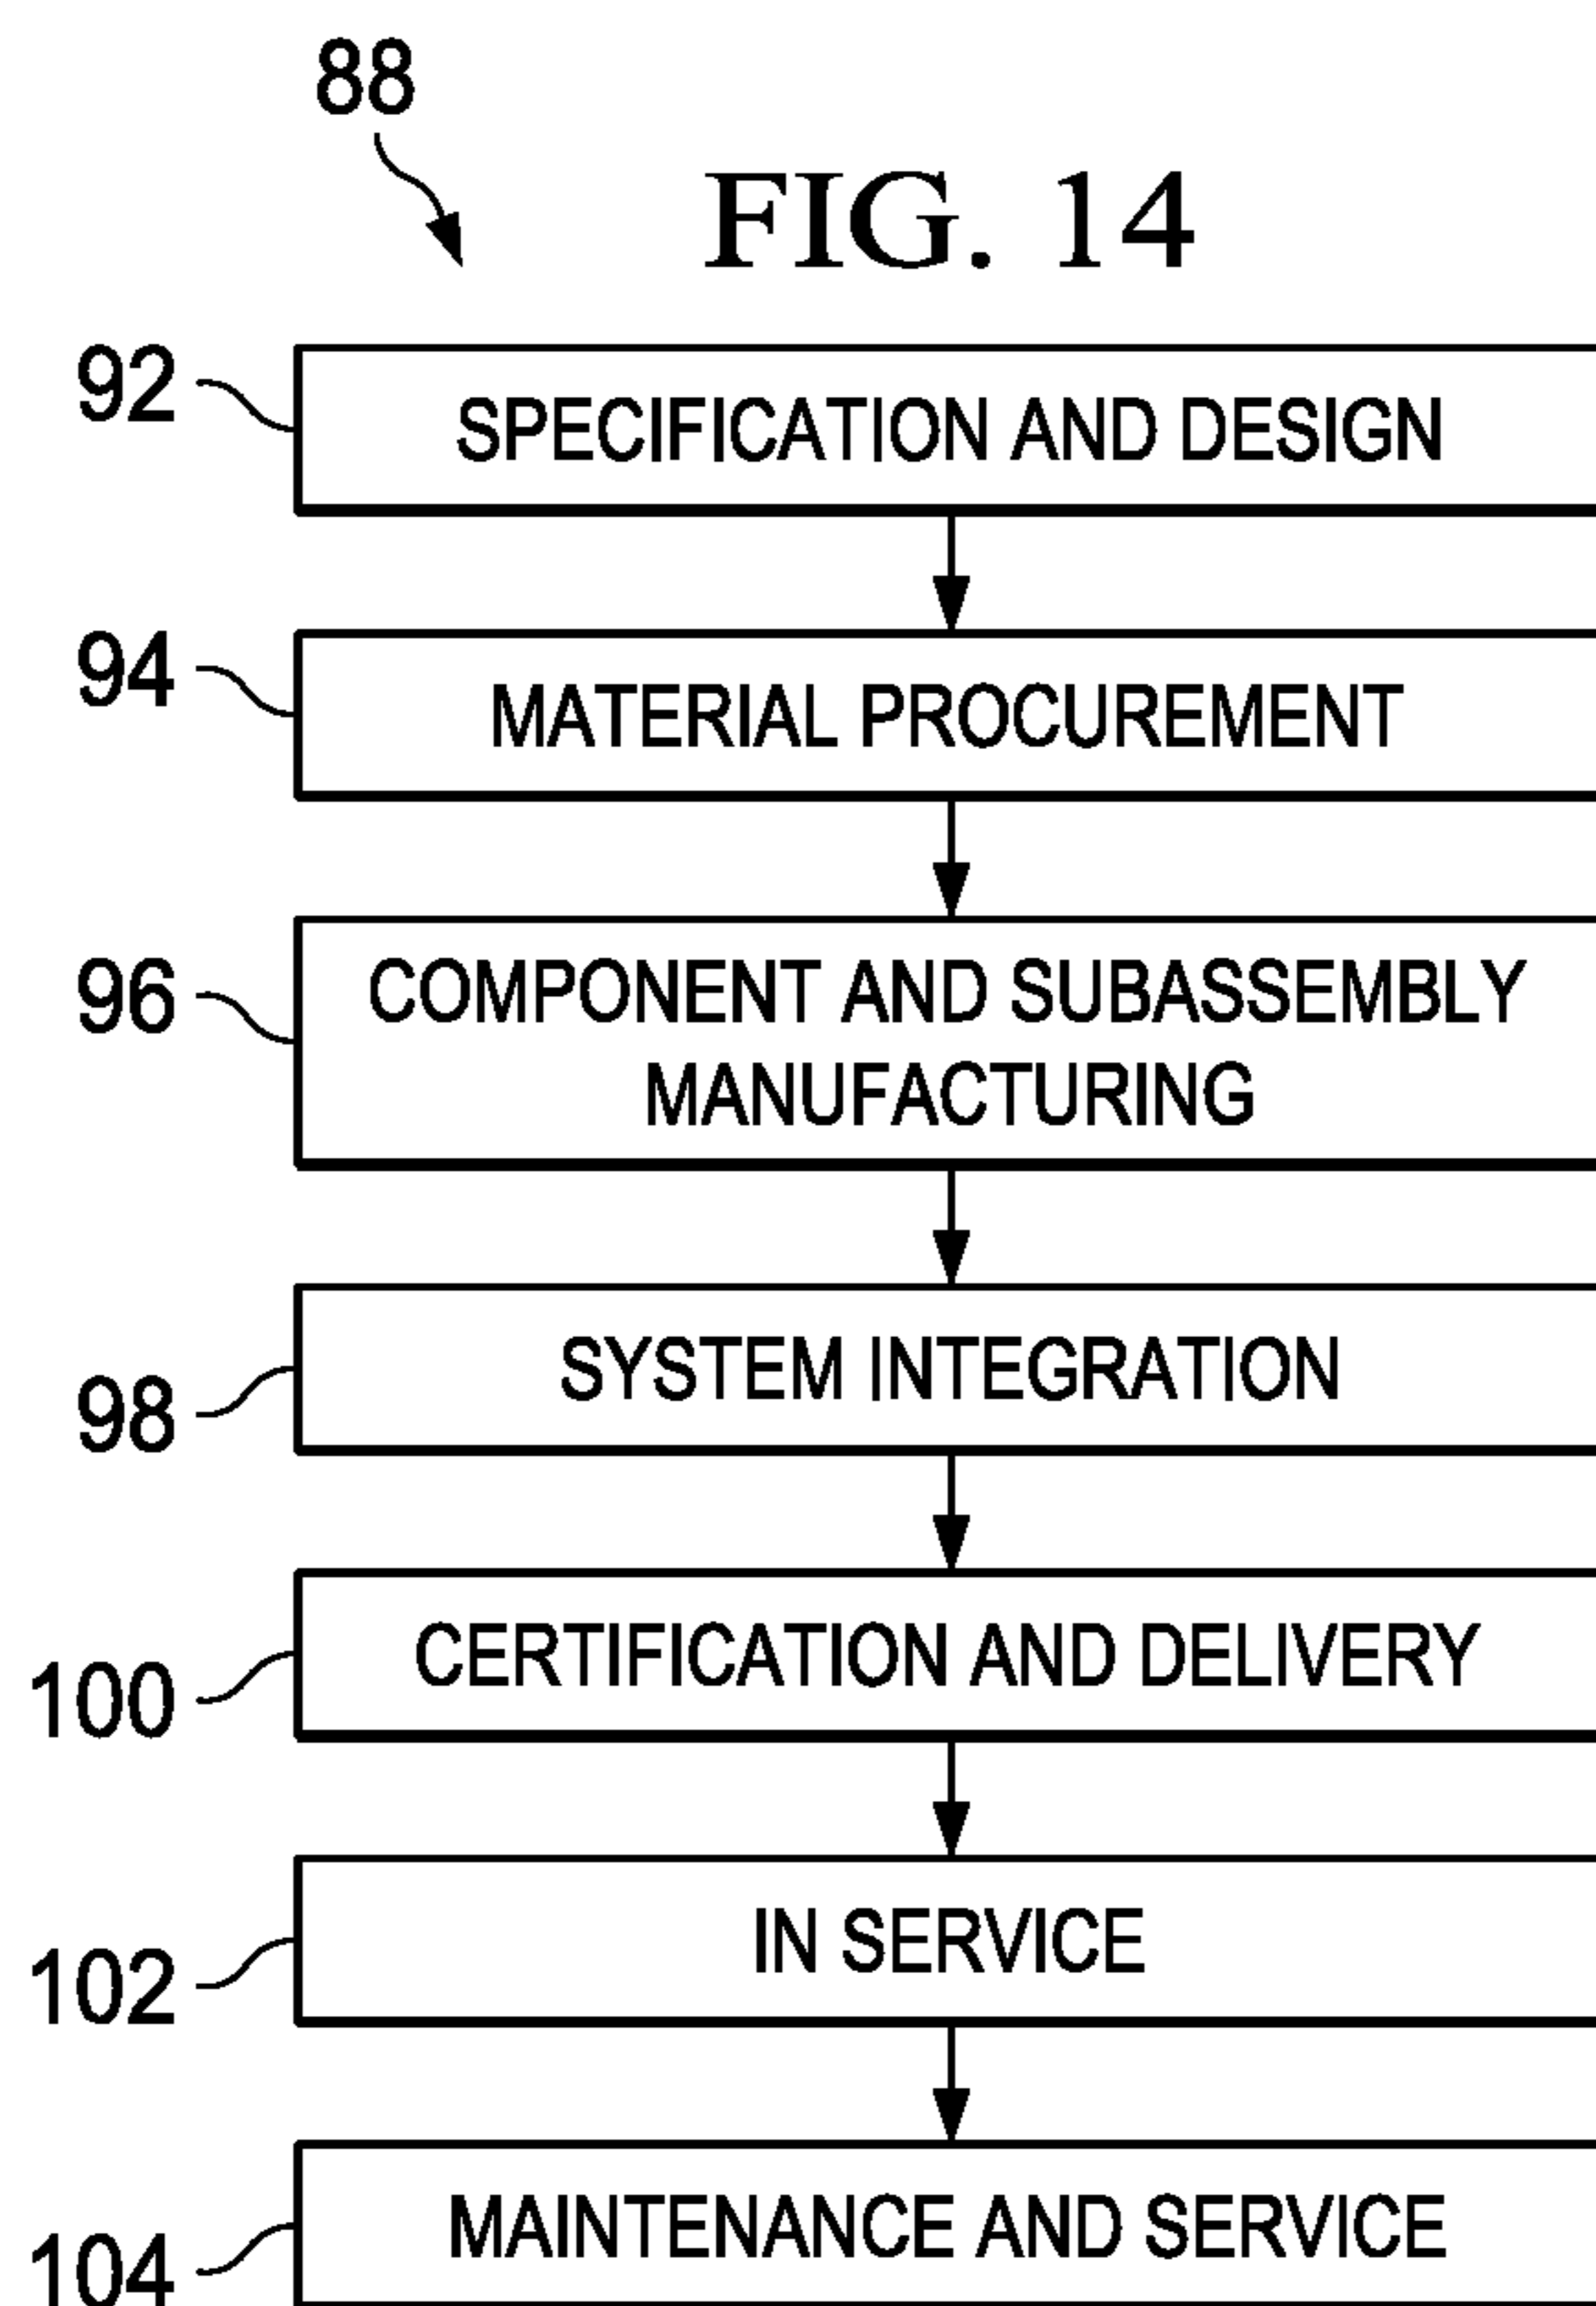 88
FIG. 14
92
SPECIFICATION AND DESIGN
94
MATERIAL PROCUREMENT
96
COMPONENT AND SUBASSEMBLY
MANUFACTURING
98
SYSTEM INTEGRATION
100
CERTIFICATION AND DELIVERY
102
IN SERVICE
104
MAINTENANCE AND SERVICE